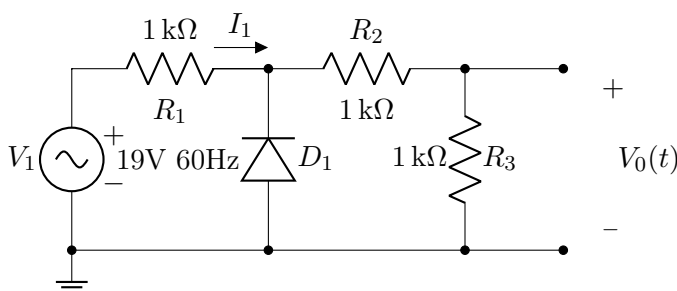 1 kΩ
I₁
R₂
R₁
1 kΩ
+
V₁
19V 60Hz
D₁
1 kΩ
R₃
+
V₀(t)
−
−